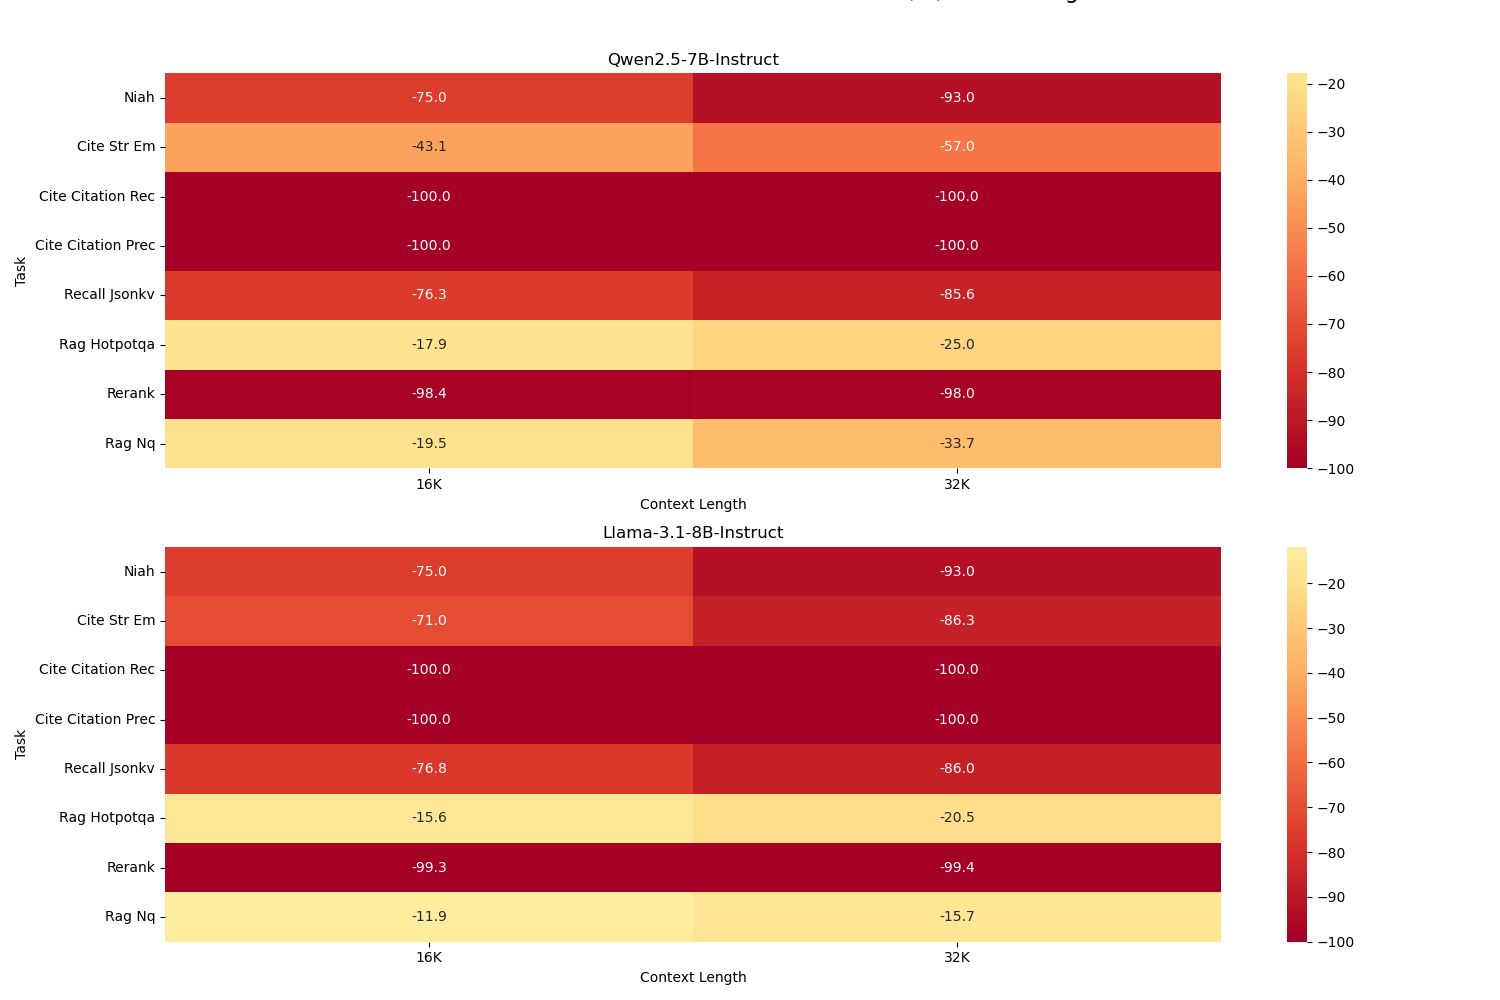 Qwen2.5-7B-Instruct
Niah -75.0 -93.0
Cite Str Em -43.1 -57.0
Cite Citation Rec -100.0 -100.0
Cite Citation Prec -100.0 -100.0
Recall Jsonkv -76.3 -85.6
Rag Hotpotqa -17.9 -25.0
Rerank -98.4 -98.0
Rag Nq -19.5 -33.7
Task
16K 32K
Context Length
−20
−30
−40
−50
−60
−70
−80
−90
−100
Llama-3.1-8B-Instruct
Niah -75.0 -93.0
Cite Str Em -71.0 -86.3
Cite Citation Rec -100.0 -100.0
Cite Citation Prec -100.0 -100.0
Recall Jsonkv -76.8 -86.0
Rag Hotpotqa -15.6 -20.5
Rerank -99.3 -99.4
Rag Nq -11.9 -15.7
Task
16K 32K
Context Length
−20
−30
−40
−50
−60
−70
−80
−90
−100